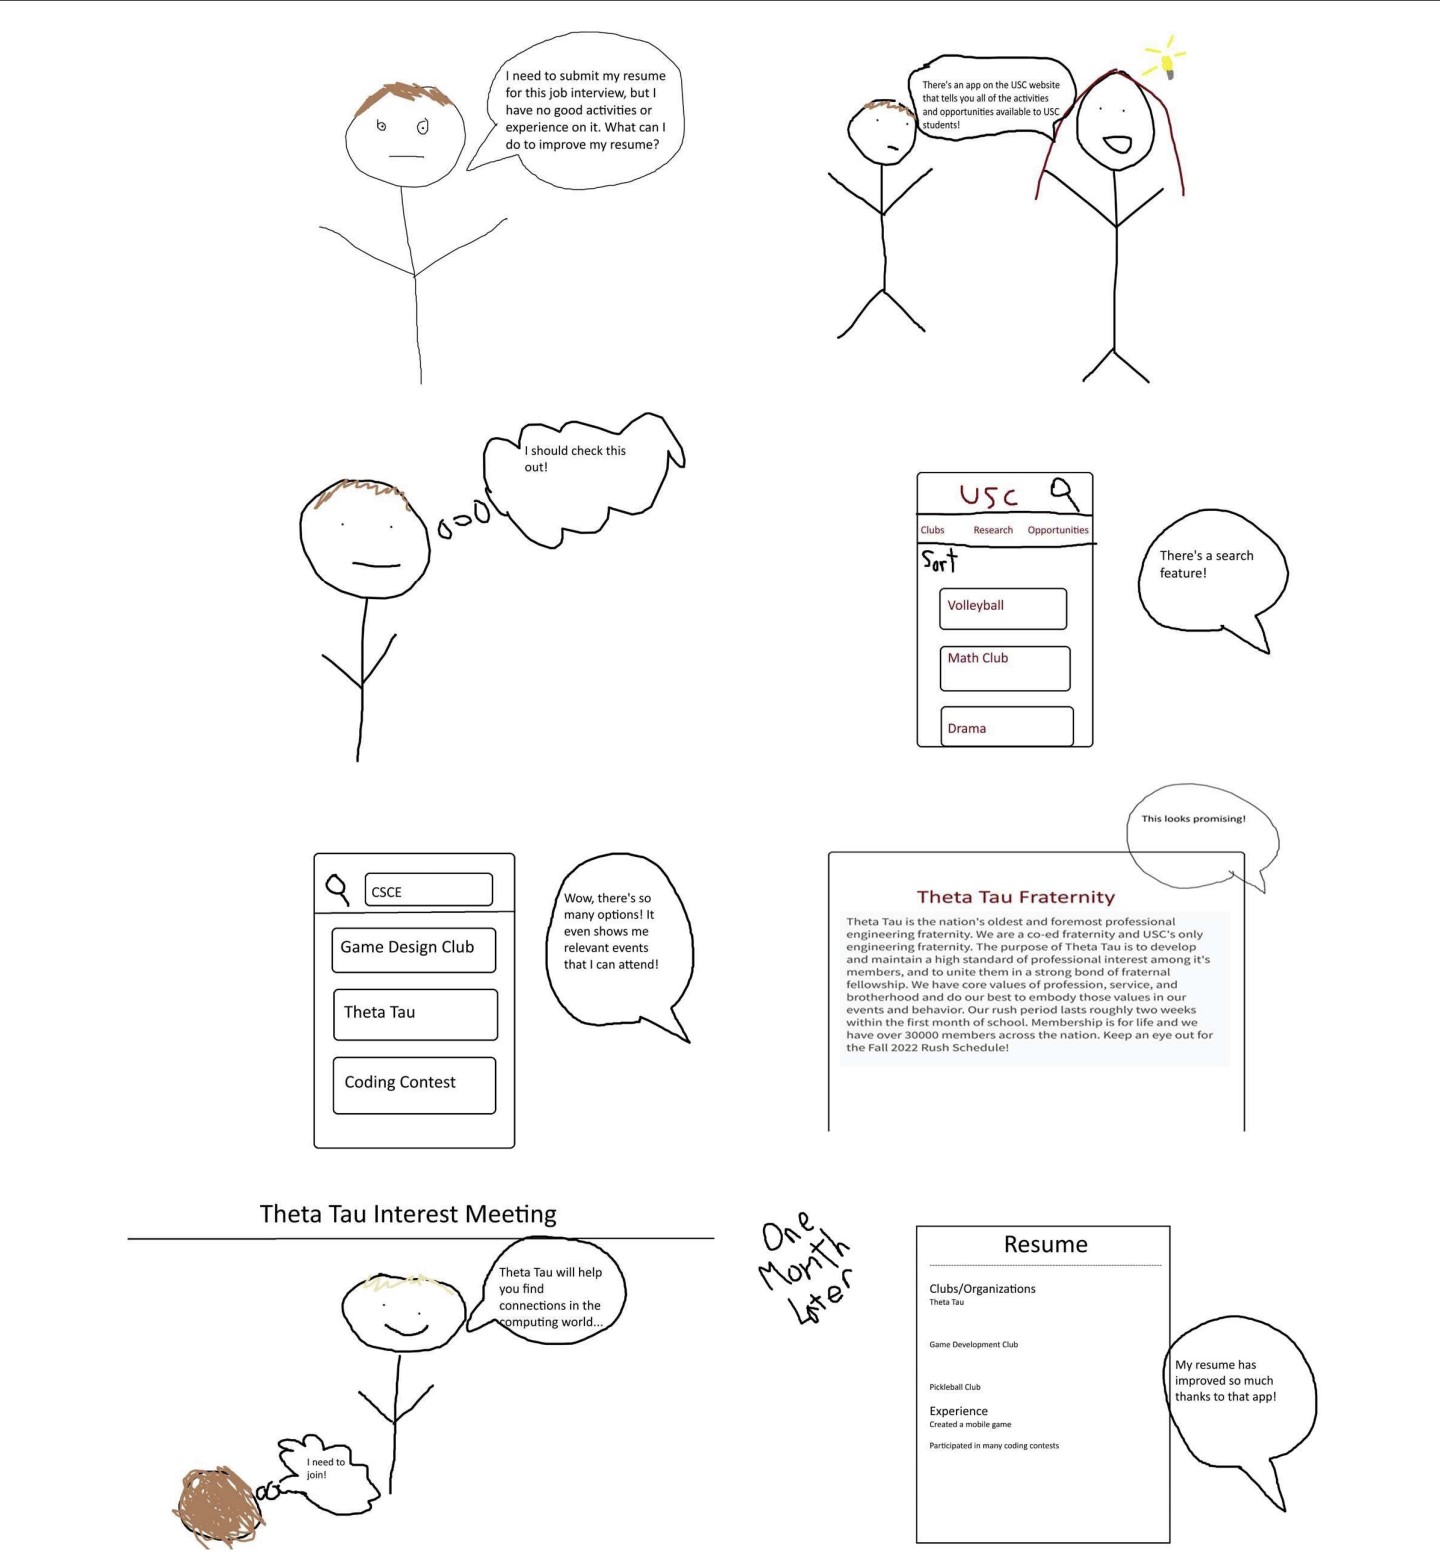 I need to submit my resume
for this job interview, but I
have no good activities or
experience on it. What can I
do to improve my resume?
There's an app on the USC website
that tells you all of the activities
and opportunities available to USC
students!
I should check this
out!
USC
Clubs Research Opportunities
Sort
Volleyball
Math Club
Drama
There's a search
feature!
CSCE
Game Design Club
Theta Tau
Coding Contest
Wow, there's so
many options! It
even shows me
relevant events
that I can attend!
This looks promising!
Theta Tau Fraternity
Theta Tau is the nation's oldest and foremost professional
engineering fraternity. We are a co-ed fraternity and USC's only
engineering fraternity. The purpose of Theta Tau is to develop
and maintain a high standard of professional interest among it's
members, and to unite them in a strong bond of fraternal
fellowship. We have core values of profession, service, and
brotherhood and do our best to embody those values in our
events and behavior. Our rush period lasts roughly two weeks
within the first month of school. Membership is for life and we
have over 30000 members across the nation. Keep an eye out for
the Fall 2022 Rush Schedule!
Theta Tau Interest Meeting
Theta Tau will help
you find
connections in the
computing world...
I need to
join!
One
Month
Later
Resume
Clubs/Organizations
Theta Tau
Game Development Club
Pickleball Club
Experience
Created a mobile game
Participated in many coding contests
My resume has
improved so much
thanks to that app!